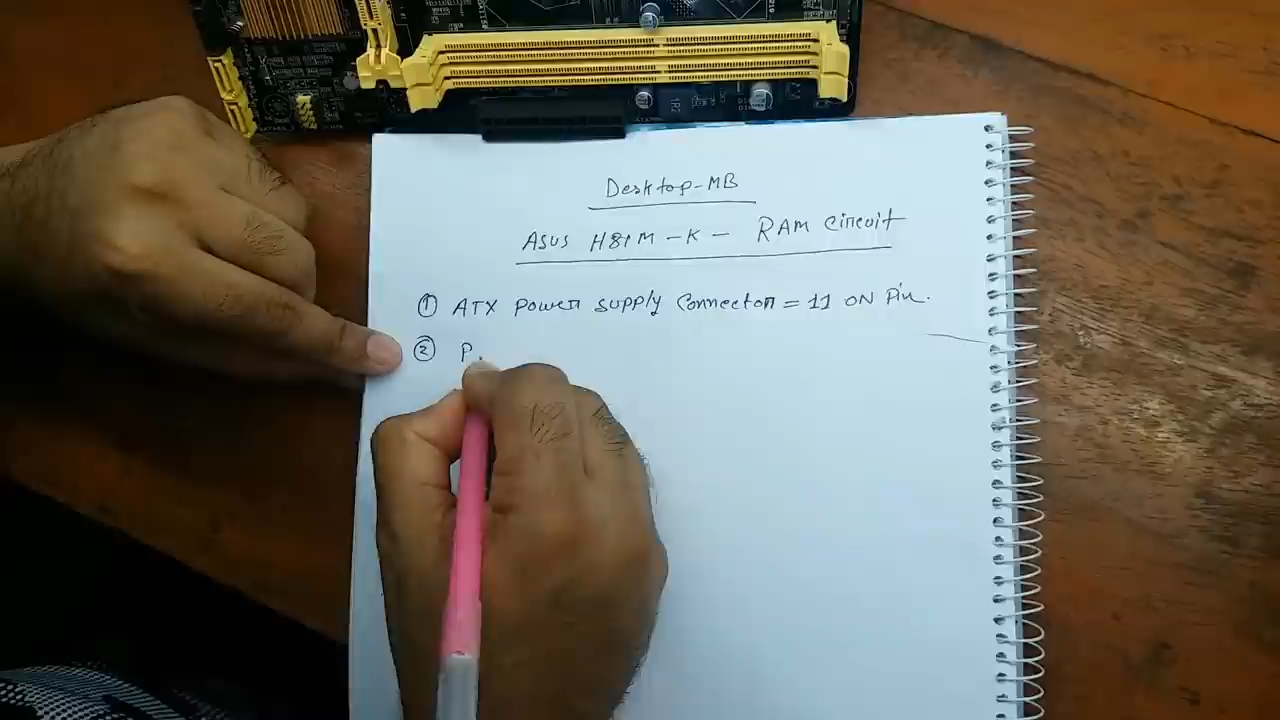 Desktop-MB
Asus H81M-K- RAM Circuit
① ATX Power Supply Connector = 11 ON Pin.
② P